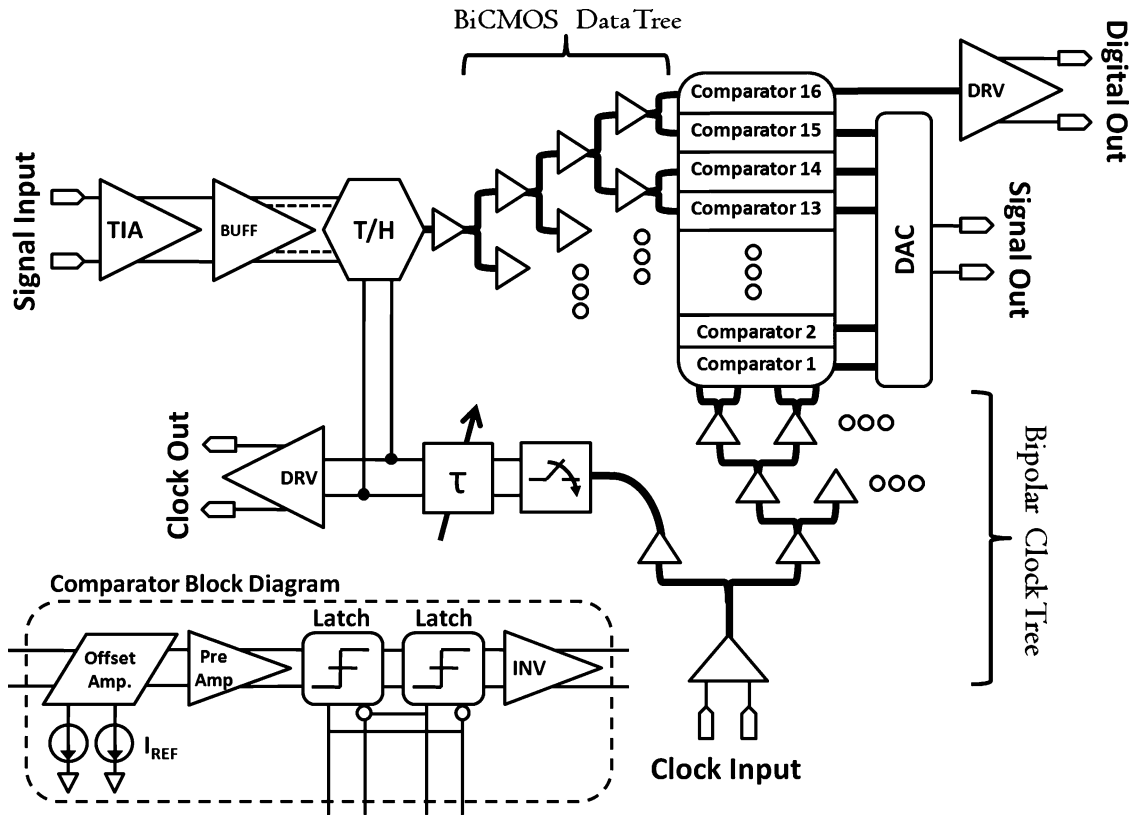 BiCMOS Data Tree
Digital Out
DRV
Comparator 16
Comparator 15
Comparator 14
Comparator 13
Comparator 2
Comparator 1
DAC
Signal Out
Signal Input
TIA
BUFF
T/H
Clock Out
DRV
τ
Bipolar Clock Tree
Clock Input
Comparator Block Diagram
Offset
Amp.
Pre
Amp
Latch
Latch
INV
IREF